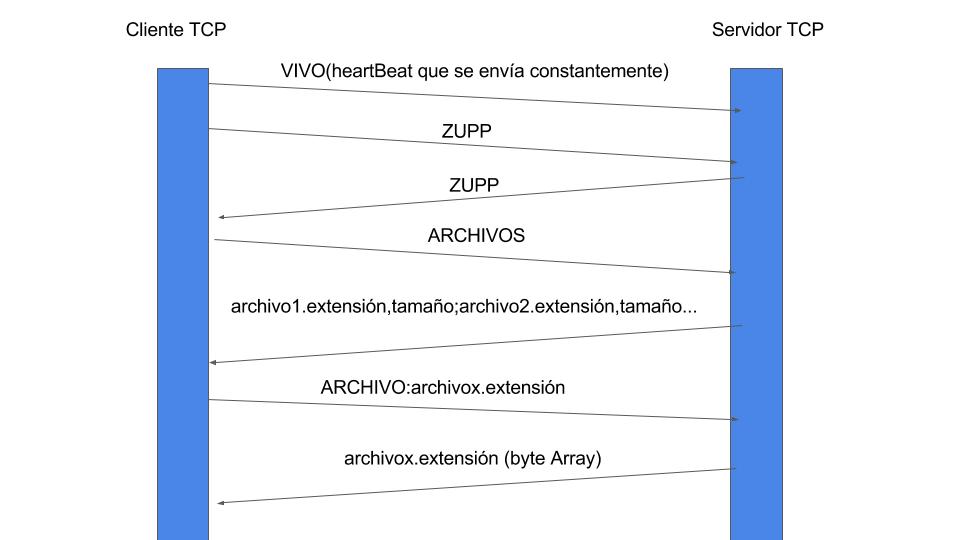 Cliente TCP
Servidor TCP
VIVO(heartBeat que se envía constantemente)
ZUPP
ZUPP
ARCHIVOS
archivo1.extensión,tamaño;archivo2.extensión,tamaño...
ARCHIVO:archivox.extensión
archivox.extensión (byte Array)